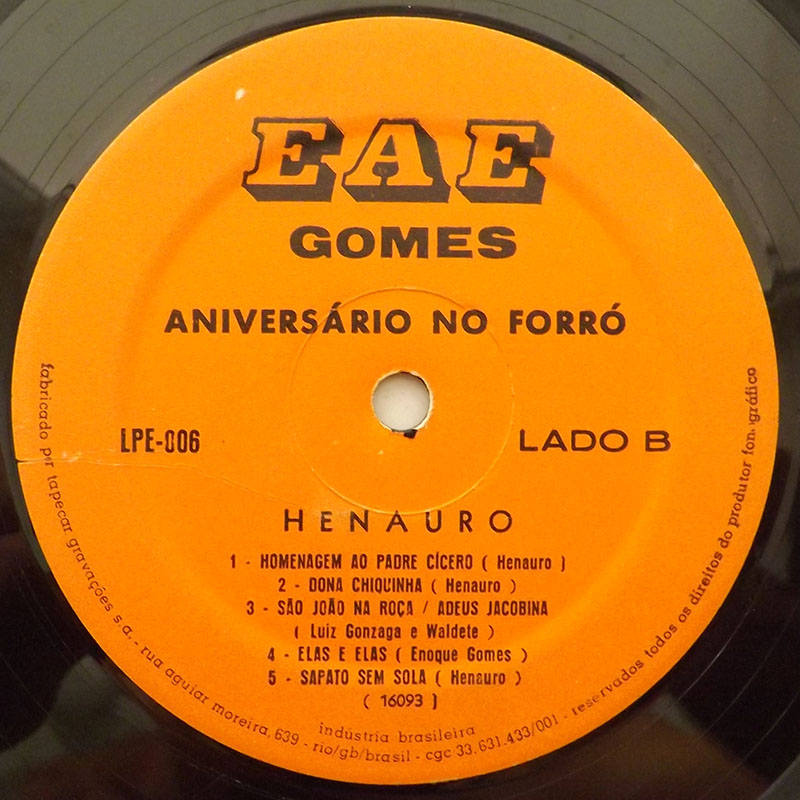 EAE
GOMES
ANIVERSÁRIO NO FORRÓ
LPE-006
LADO B
HENAURO
1 - HOMENAGEM AO PADRE CÍCERO ( Henauro )
2 - DONA CHIQUINHA ( Henauro )
3 - SÃO JOÃO NA ROÇA / ADEUS JACOBINA
( Luiz Gonzaga e Waldete )
4 - ELAS E ELAS ( Enoque Gomes )
5 - SAPATO SEM SOLA ( Henauro )
( 16093 )
indústria brasileira
fabricado por tapecar gravações s.a. - rua aguiar moreira, 639 - rio/gb/brasil - cgc 33.631.433/001 - reservados todos os direitos do produtor fonográfico